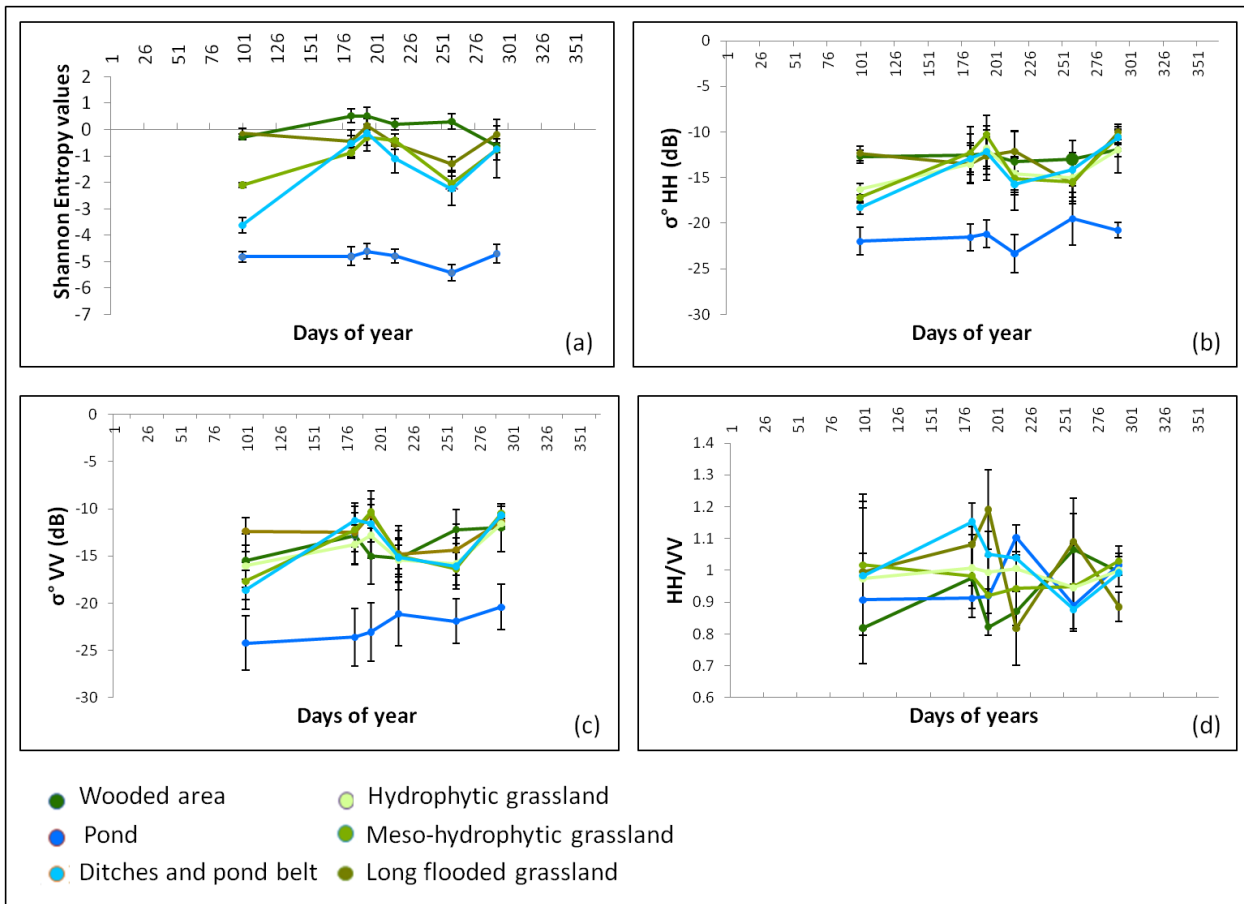 1 26 51 76 101 126 151 176 201 226 251 276 301 326 351
2
1
0
-1
-2
-3
-4
-5
-6
-7
Shannon Entropy values
Days of year
(a)
0
-5
-10
-15
-20
-25
-30
1 26 51 76 101 126 151 176 201 226 251 276 301 326 351
σ° HH (dB)
Days of year
(b)
0
-5
-10
-15
-20
-25
-30
1 26 51 76 101 126 151 176 201 226 251 276 301 326 351
σ° VV (dB)
Days of year
(c)
1 26 51 76 101 126 151 176 201 226 251 276 301 326 351
1.4
1.3
1.2
1.1
1
0.9
0.8
0.7
0.6
HH/VV
Days of years
(d)
Wooded area
Hydrophytic grassland
Pond
Meso-hydrophytic grassland
Ditches and pond belt
Long flooded grassland